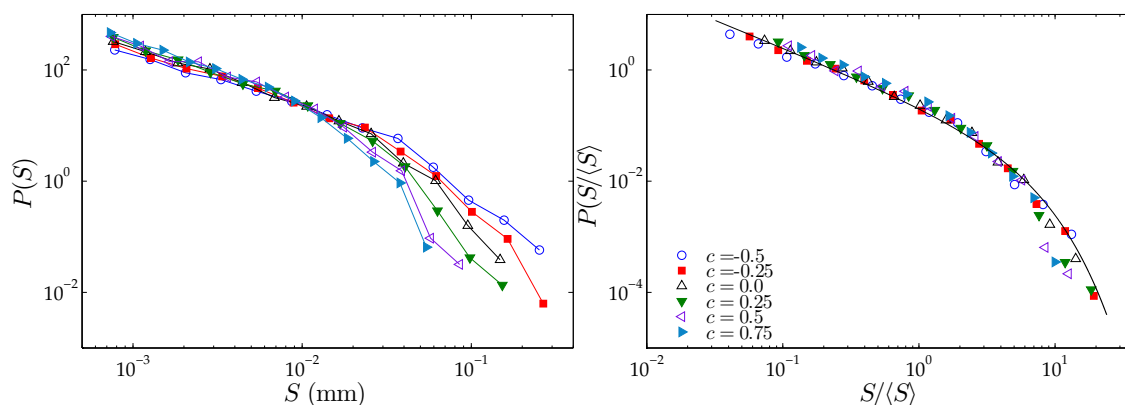 10^2
10^0
10^{-2}
P(S)
10^{-3}
10^{-2}
10^{-1}
S (mm)
10^0
10^{-2}
10^{-4}
P(S/⟨S⟩)
c =-0.5
c =-0.25
c = 0.0
c = 0.25
c = 0.5
c = 0.75
10^{-2}
10^{-1}
10^0
10^1
S/⟨S⟩